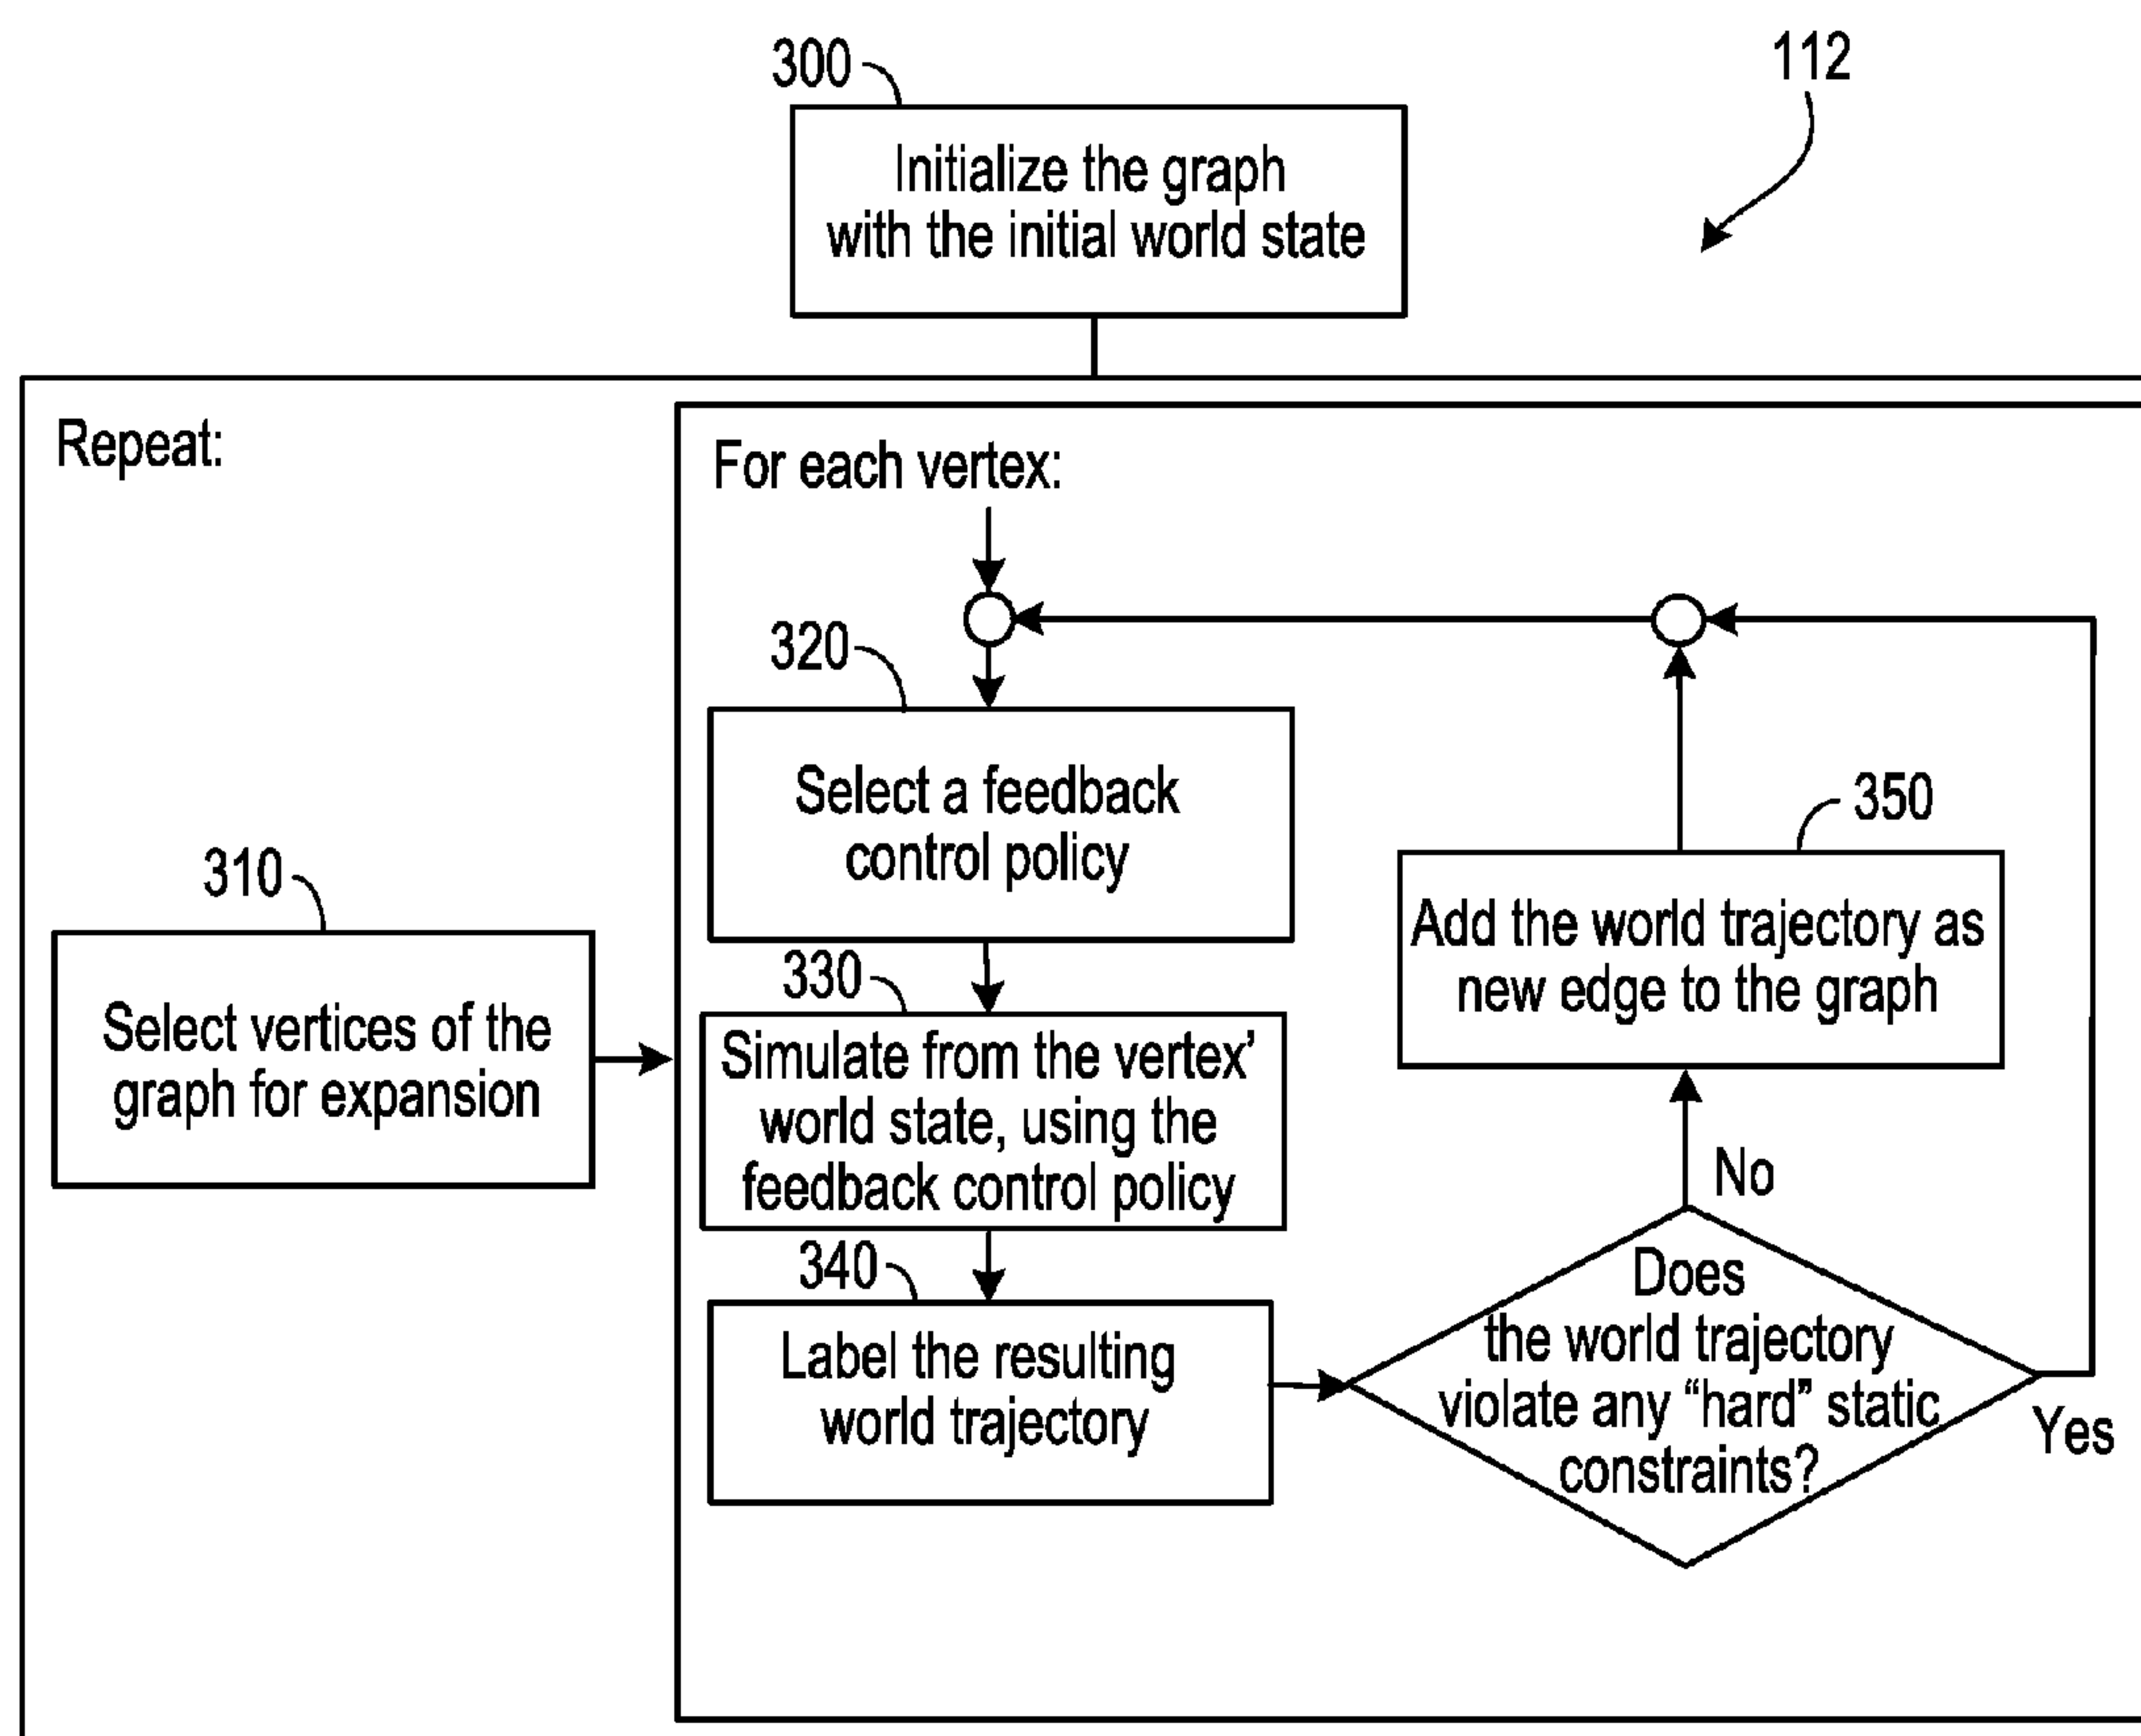 300
112
Initialize the graph
with the initial world state
Repeat:
For each vertex:
320
Select a feedback
control policy
350
310
Add the world trajectory as
new edge to the graph
330
Select vertices of the
graph for expansion
Simulate from the vertex’
world state, using the
feedback control policy
No
340
Does
the world trajectory
violate any “hard” static
constraints?
Label the resulting
world trajectory
Yes